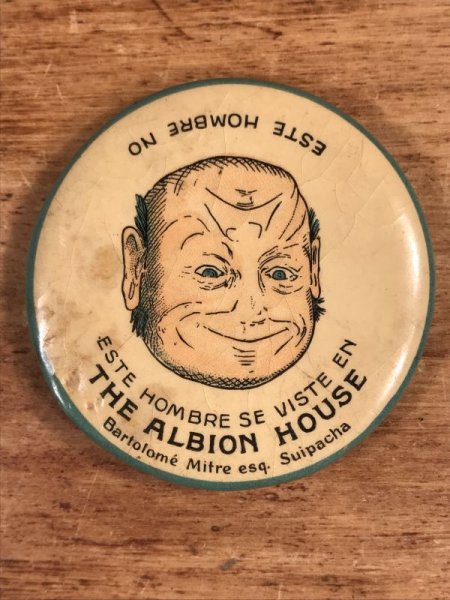 ESTE HOMBRE NO
ESTE HOMBRE SE VISTE EN
THE ALBION HOUSE
Bartolomé Mitre esq. Suipacha